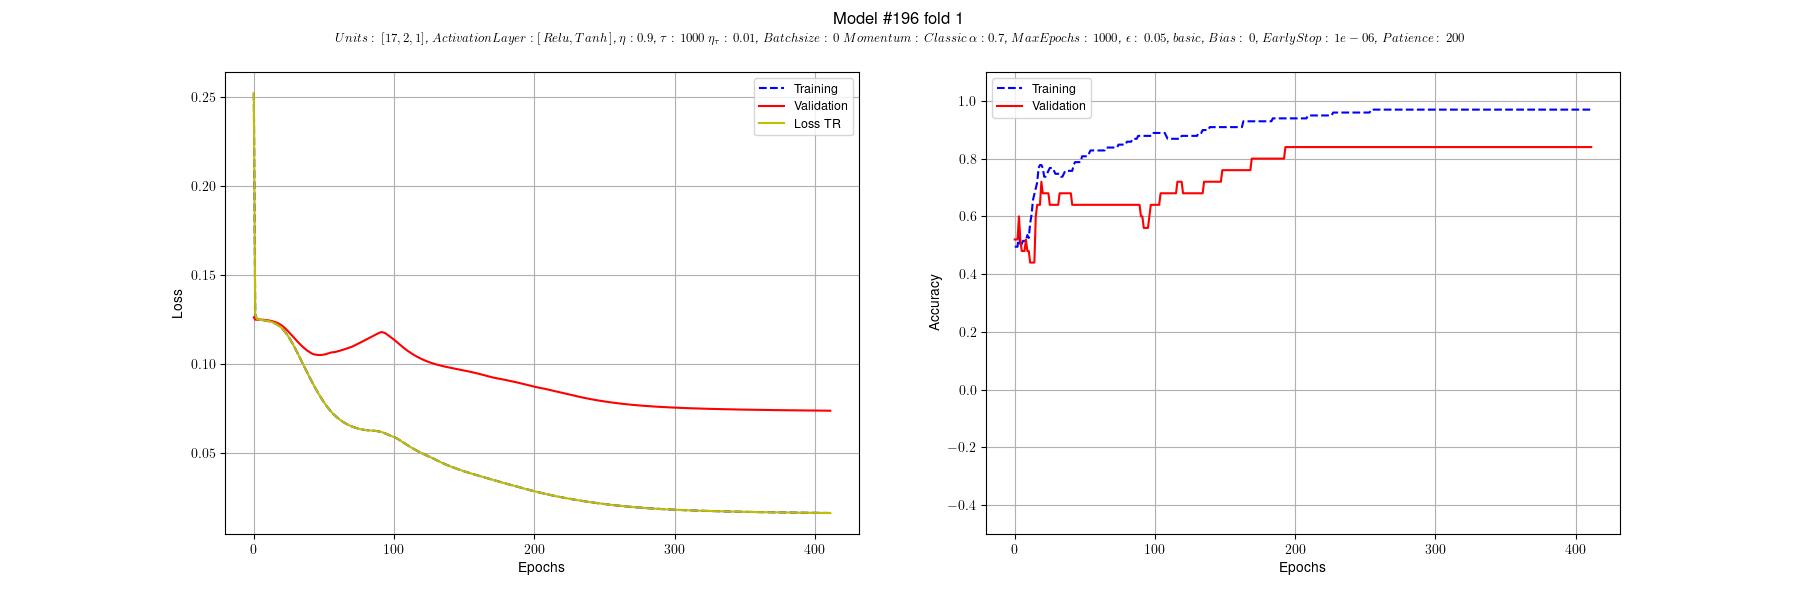 Model #196 fold 1
Units : [17, 2, 1], ActivationLayer : [Relu, Tanh], η : 0.9, τ : 1000 ητ : 0.01, Batchsize : 0 Momentum : Classic α : 0.7, MaxEpochs : 1000, ϵ : 0.05, basic, Bias : 0, EarlyStop : 1e − 06, Patience : 200
Training
Validation
Loss TR
0.25
0.20
0.15
0.10
0.05
Loss
0
100
200
300
400
Epochs
Training
Validation
1.0
0.8
0.6
0.4
0.2
0.0
−0.2
−0.4
Accuracy
0
100
200
300
400
Epochs